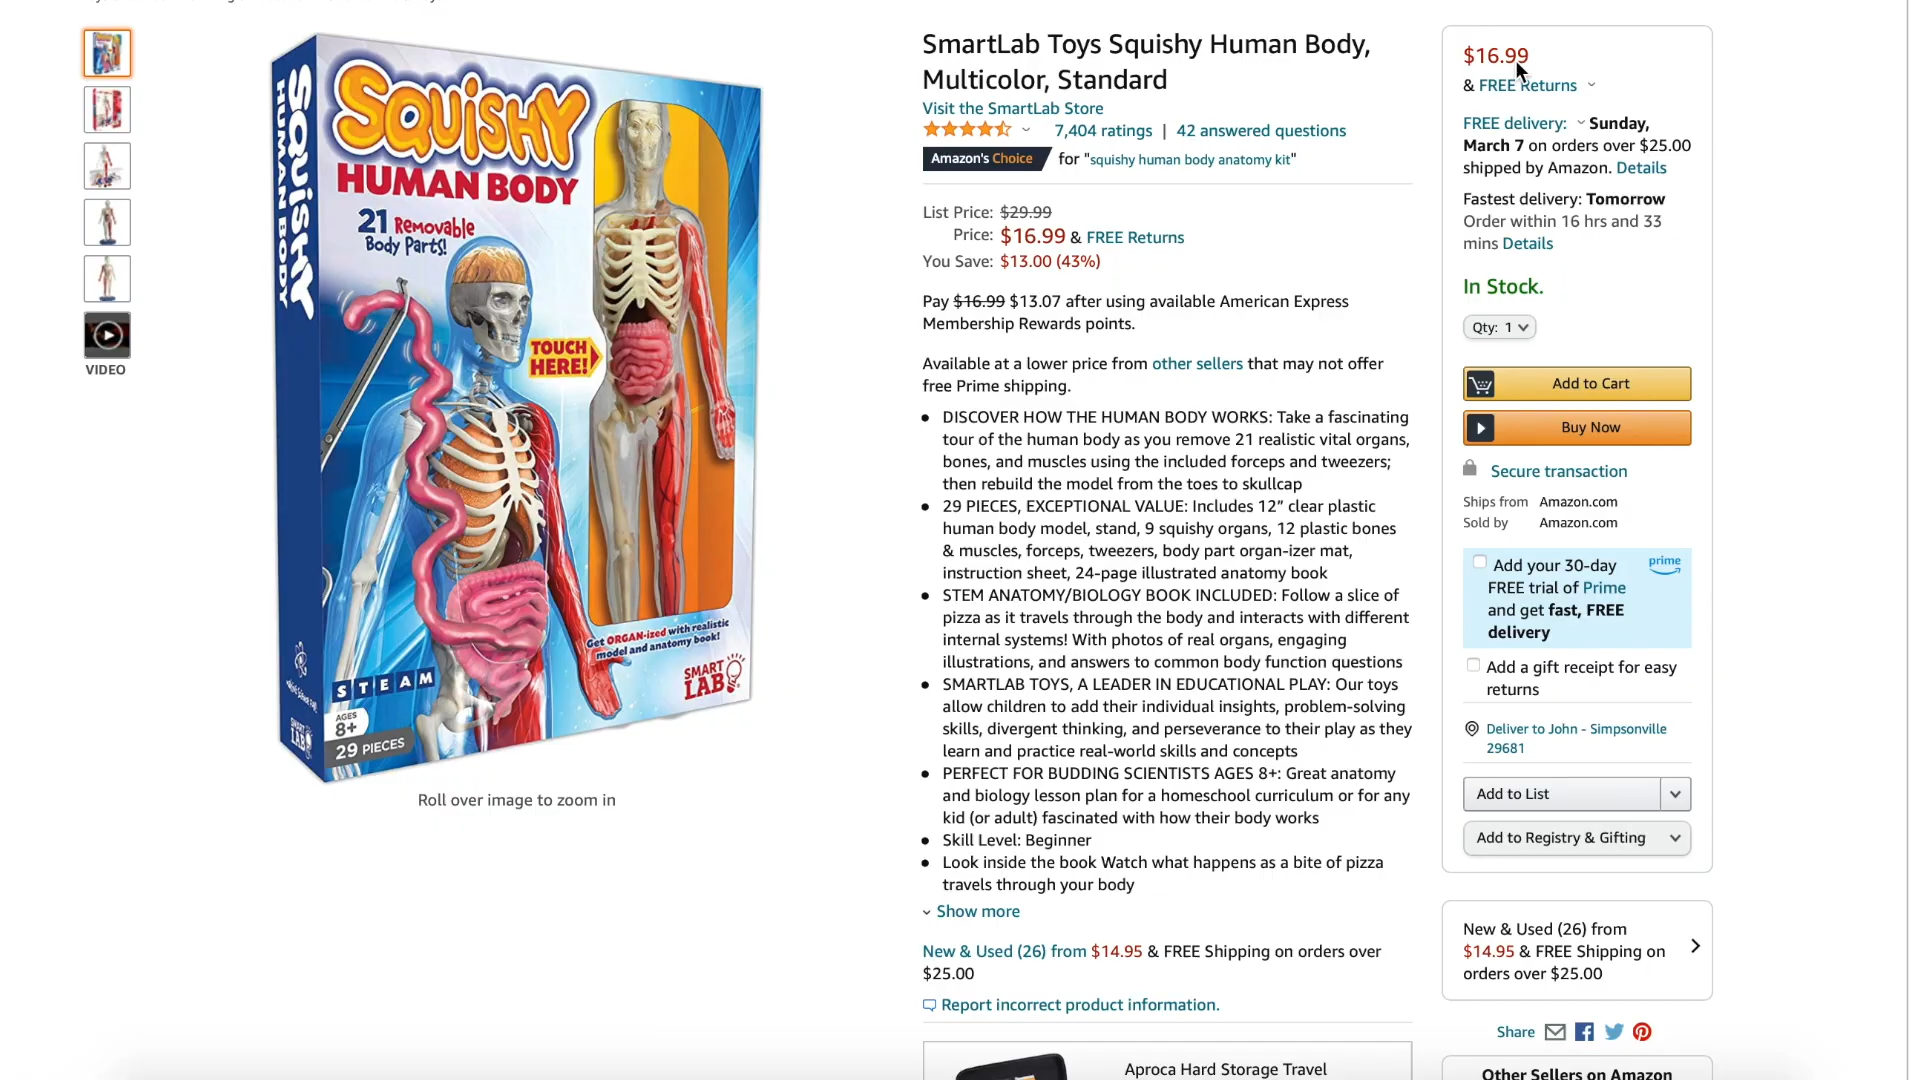 VIDEO
SQUISHY
HUMAN BODY
SQUISHY
HUMAN BODY
21 Removable
Body Parts!
TOUCH
HERE!
Get ORGAN-ized with realistic
model and anatomy book!
SMART
LAB
STEAM
AGES
8+
29 PIECES
SMART
LAB
Roll over image to zoom in
SmartLab Toys Squishy Human Body,
Multicolor, Standard
Visit the SmartLab Store
7,404 ratings | 42 answered questions
Amazon's Choice for "squishy human body anatomy kit"
List Price: $29.99
Price: $16.99 & FREE Returns
You Save: $13.00 (43%)
Pay $16.99 $13.07 after using available American Express
Membership Rewards points.
Available at a lower price from other sellers that may not offer
free Prime shipping.
DISCOVER HOW THE HUMAN BODY WORKS: Take a fascinating
tour of the human body as you remove 21 realistic vital organs,
bones, and muscles using the included forceps and tweezers;
then rebuild the model from the toes to skullcap
29 PIECES, EXCEPTIONAL VALUE: Includes 12” clear plastic
human body model, stand, 9 squishy organs, 12 plastic bones
& muscles, forceps, tweezers, body part organ-izer mat,
instruction sheet, 24-page illustrated anatomy book
STEM ANATOMY/BIOLOGY BOOK INCLUDED: Follow a slice of
pizza as it travels through the body and interacts with different
internal systems! With photos of real organs, engaging
illustrations, and answers to common body function questions
SMARTLAB TOYS, A LEADER IN EDUCATIONAL PLAY: Our toys
allow children to add their individual insights, problem-solving
skills, divergent thinking, and perseverance to their play as they
learn and practice real-world skills and concepts
PERFECT FOR BUDDING SCIENTISTS AGES 8+: Great anatomy
and biology lesson plan for a homeschool curriculum or for any
kid (or adult) fascinated with how their body works
Skill Level: Beginner
Look inside the book Watch what happens as a bite of pizza
travels through your body
Show more
New & Used (26) from $14.95 & FREE Shipping on orders over
$25.00
Report incorrect product information.
Aproca Hard Storage Travel
$16.99
& FREE Returns
FREE delivery: Sunday,
March 7 on orders over $25.00
shipped by Amazon. Details
Fastest delivery: Tomorrow
Order within 16 hrs and 33
mins Details
In Stock.
Qty: 1
Add to Cart
Buy Now
Secure transaction
Ships from Amazon.com
Sold by Amazon.com
Add your 30-day
FREE trial of Prime
and get fast, FREE
delivery
prime
Add a gift receipt for easy
returns
Deliver to John - Simpsonville
29681
Add to List
Add to Registry & Gifting
New & Used (26) from
$14.95 & FREE Shipping on
orders over $25.00
Share
Other Sellers on Amazon